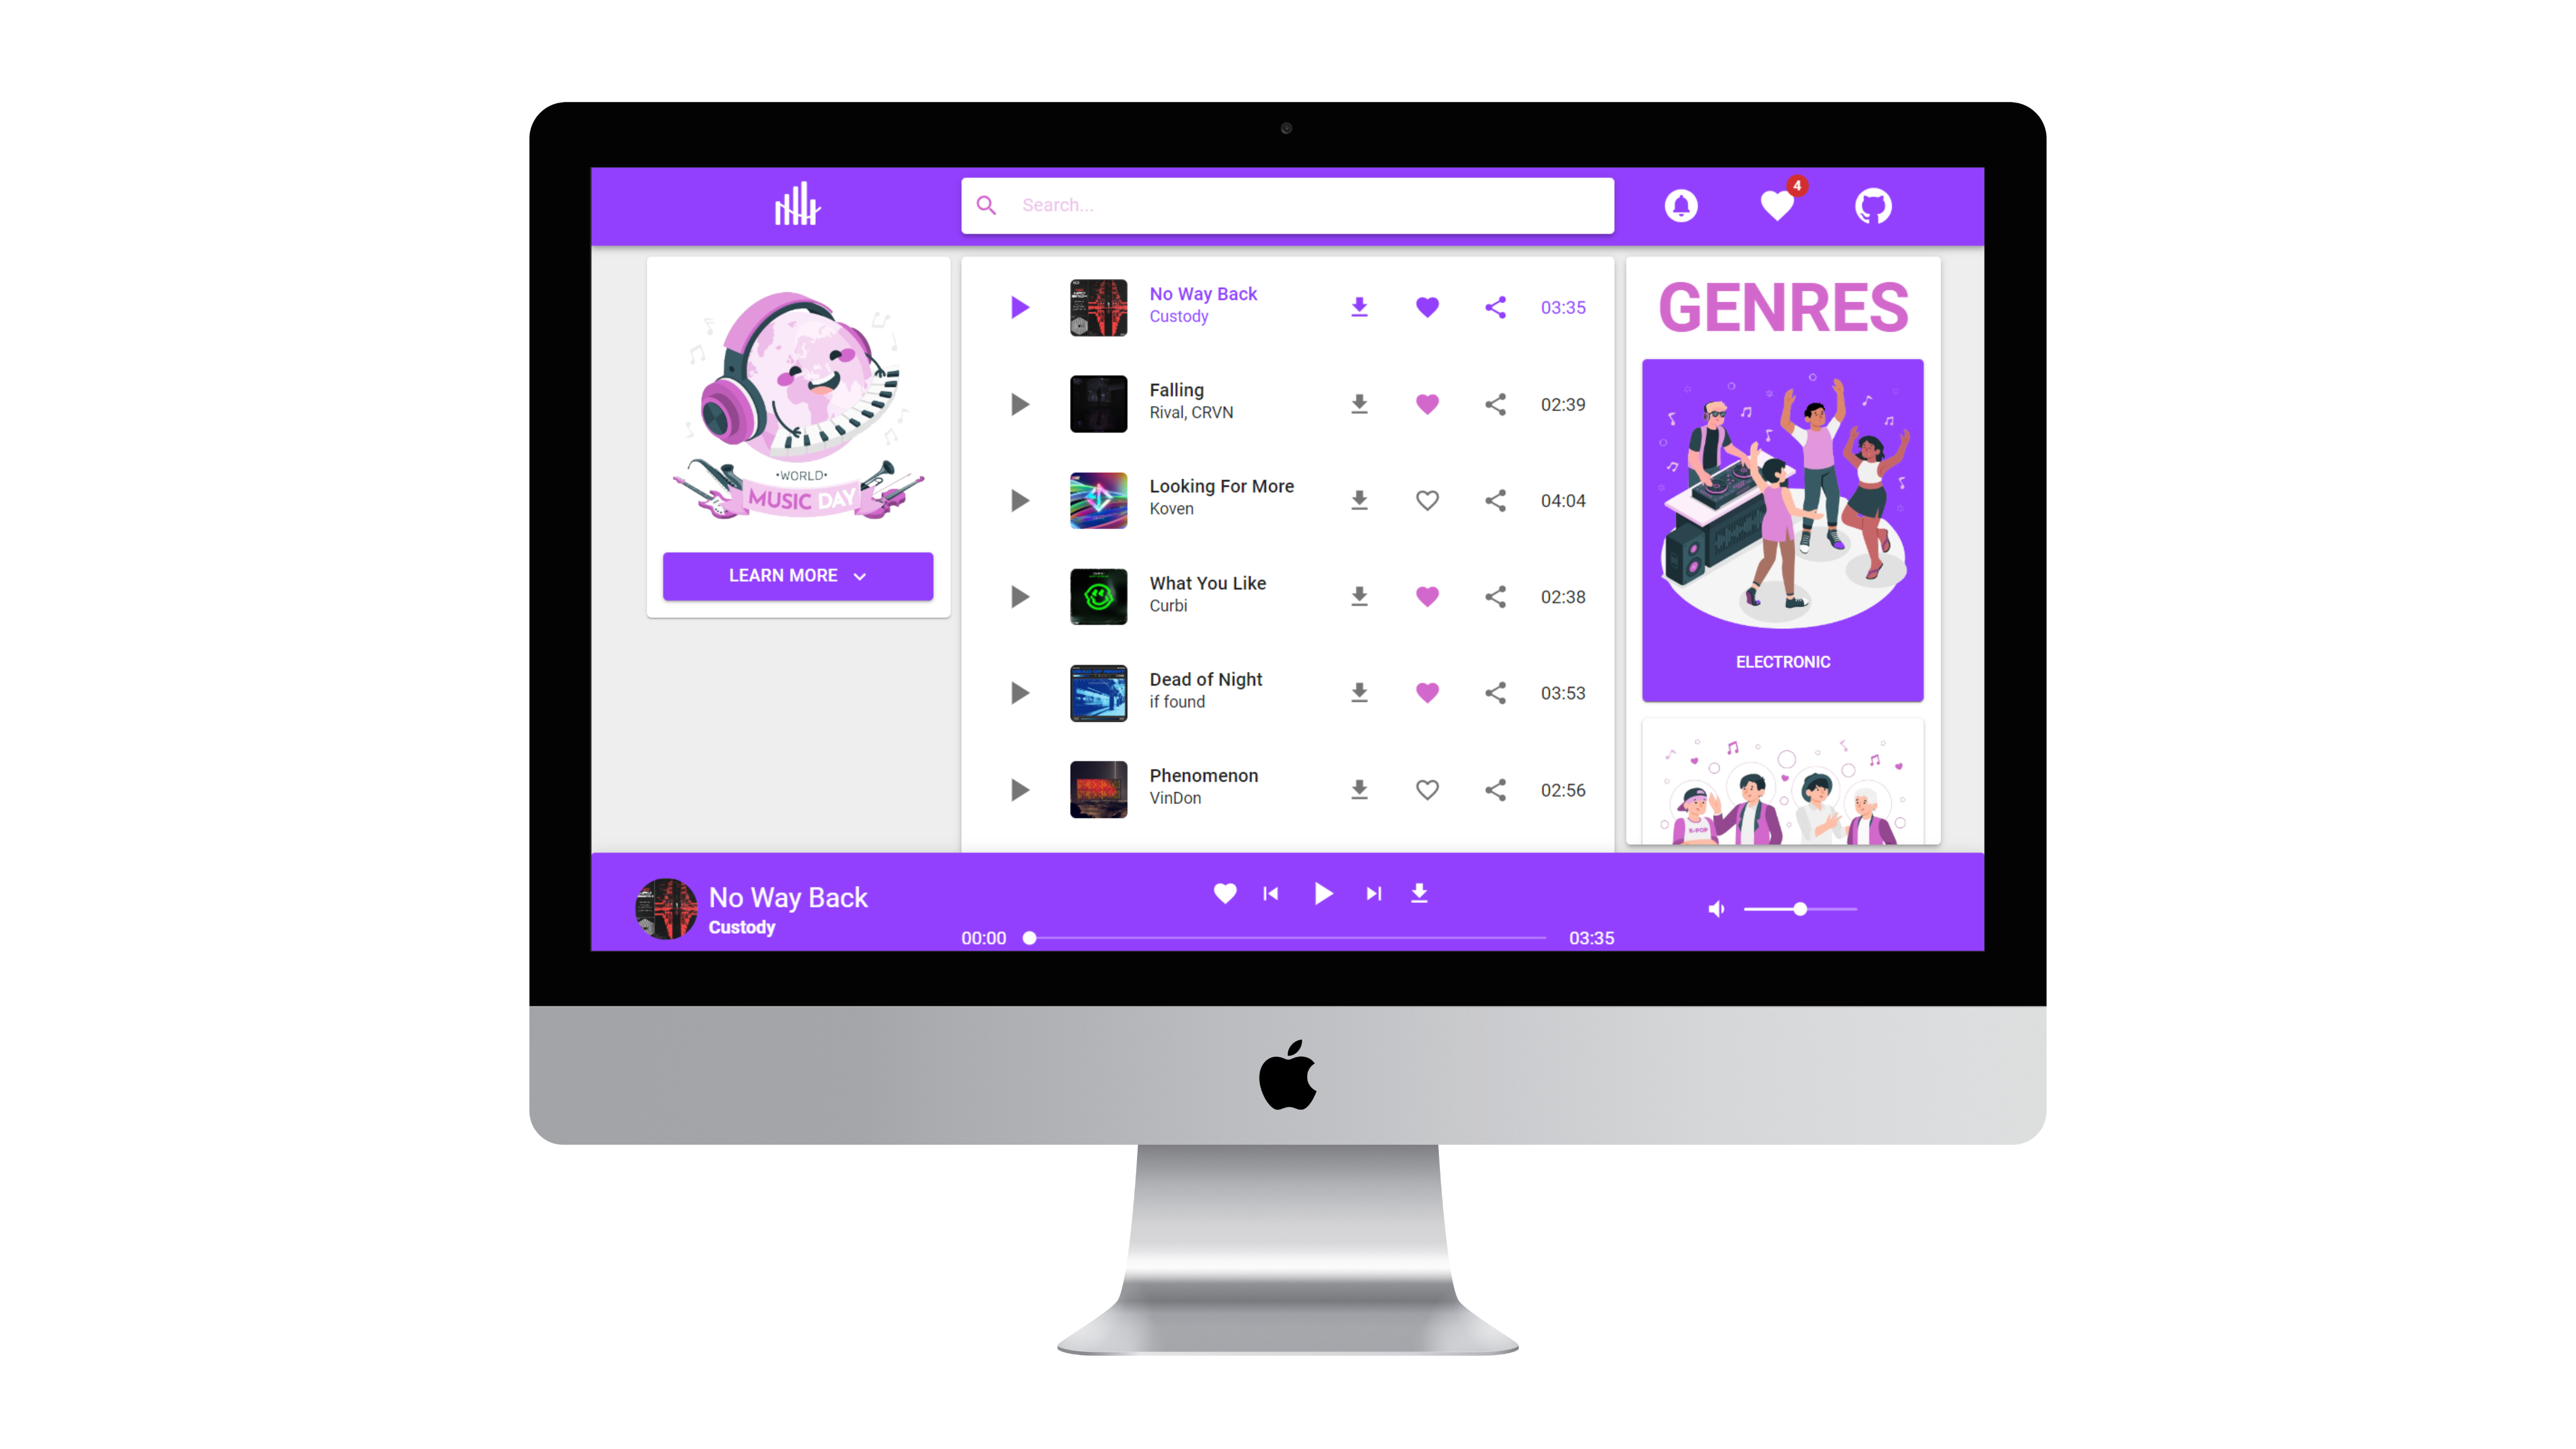 Search...
4
•WORLD•
MUSIC DAY
LEARN MORE
No Way Back
Custody
03:35
Falling
Rival, CRVN
02:39
Looking For More
Koven
04:04
What You Like
Curbi
02:38
Dead of Night
if found
03:53
Phenomenon
VinDon
02:56
GENRES
ELECTRONIC
K-POP
No Way Back
Custody
00:00
03:35